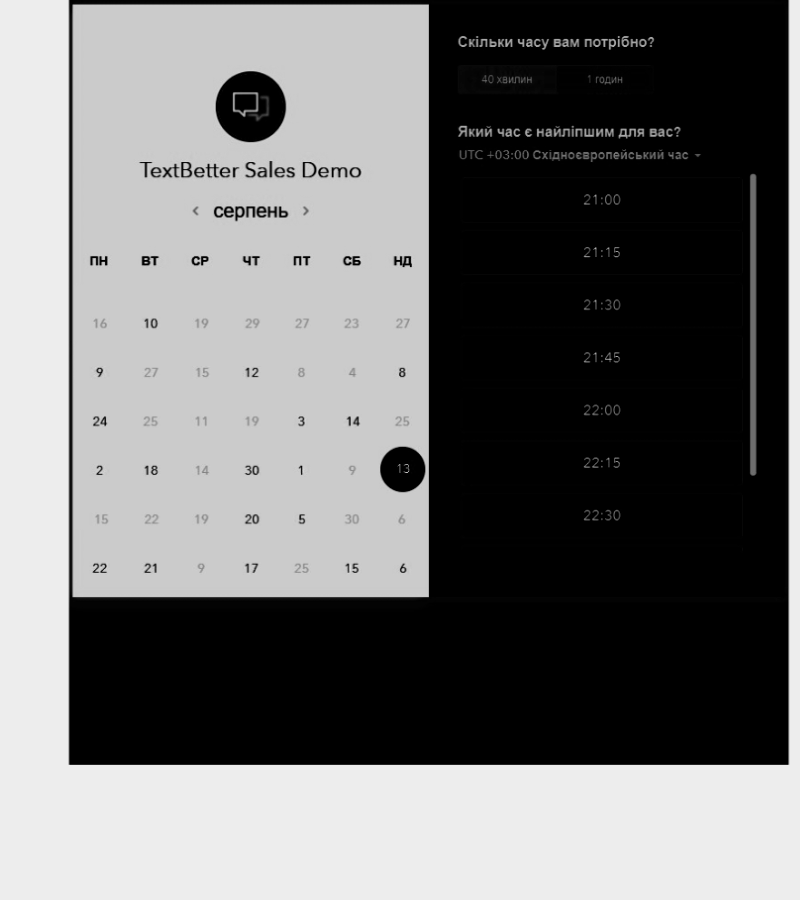 TextBetter Sales Demo
серпень
ПН ВТ СР ЧТ ПТ СБ НД
16 10 19 29 27 23 27
9 27 15 12 8 4 8
24 25 11 19 3 14 25
2 18 14 30 1 9 13
15 22 19 20 5 30 6
22 21 9 17 25 15 6
Скільки часу вам потрібно?
40 хвилин 1 годин
Який час є найліпшим для вас?
UTC +03:00 Східноєвропейський час
21:00
21:15
21:30
21:45
22:00
22:15
22:30